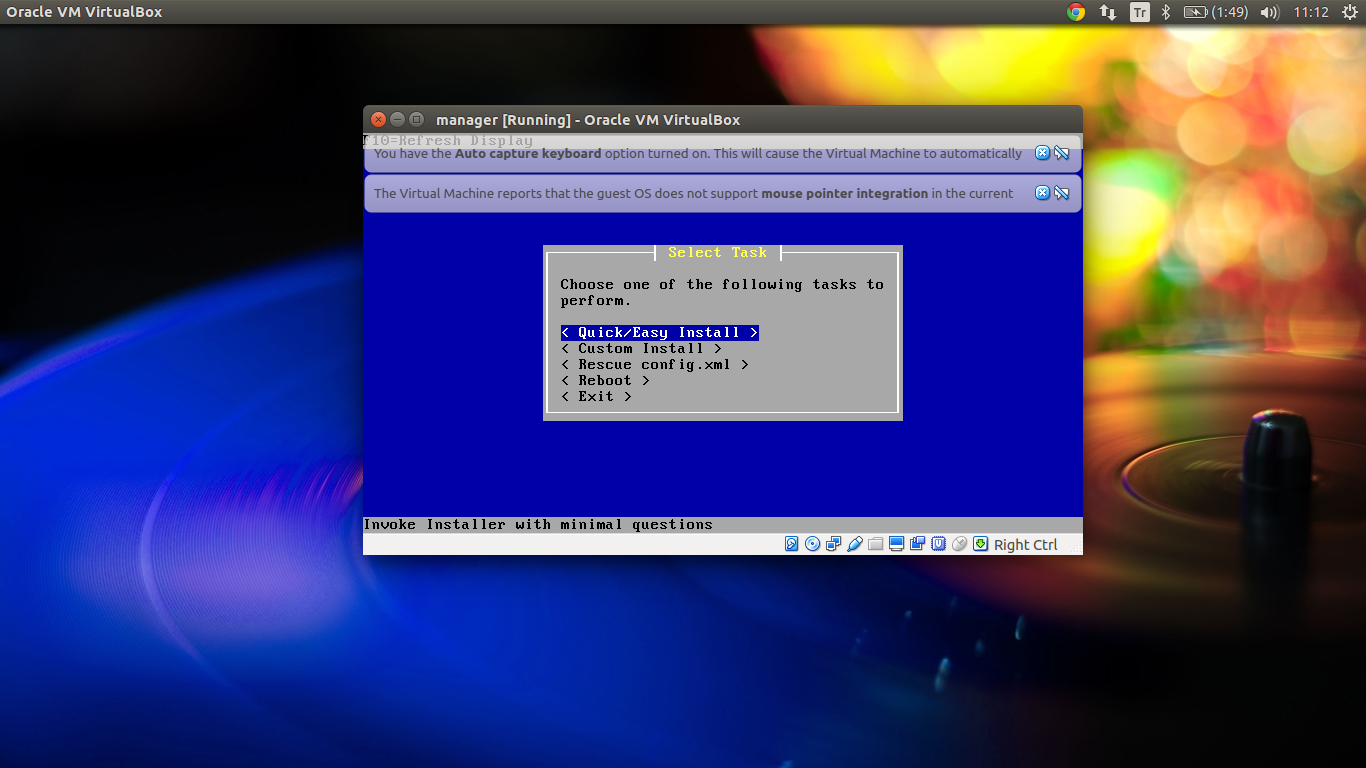 Oracle VM VirtualBox
Tr
(1:49)
11:12
manager [Running] - Oracle VM VirtualBox
F10=Refresh Display
You have the Auto capture keyboard option turned on. This will cause the Virtual Machine to automatically
The Virtual Machine reports that the guest OS does not support mouse pointer integration in the current
Select Task
Choose one of the following tasks to
perform.
< Quick/Easy Install >
< Custom Install >
< Rescue config.xml >
< Reboot >
< Exit >
Invoke Installer with minimal questions
Right Ctrl